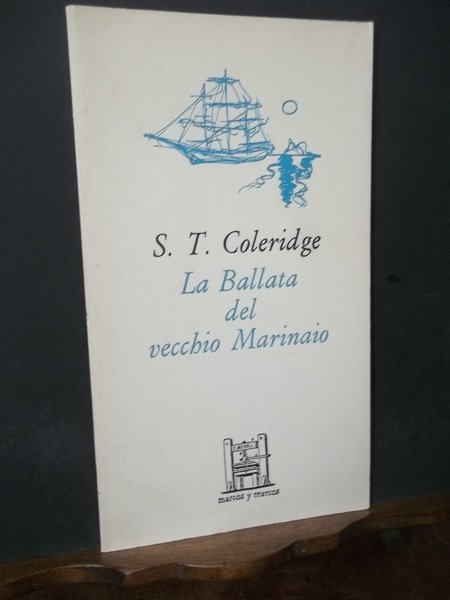 S. T. Coleridge
La Ballata
del
vecchio Marinaio
marcos y marcos